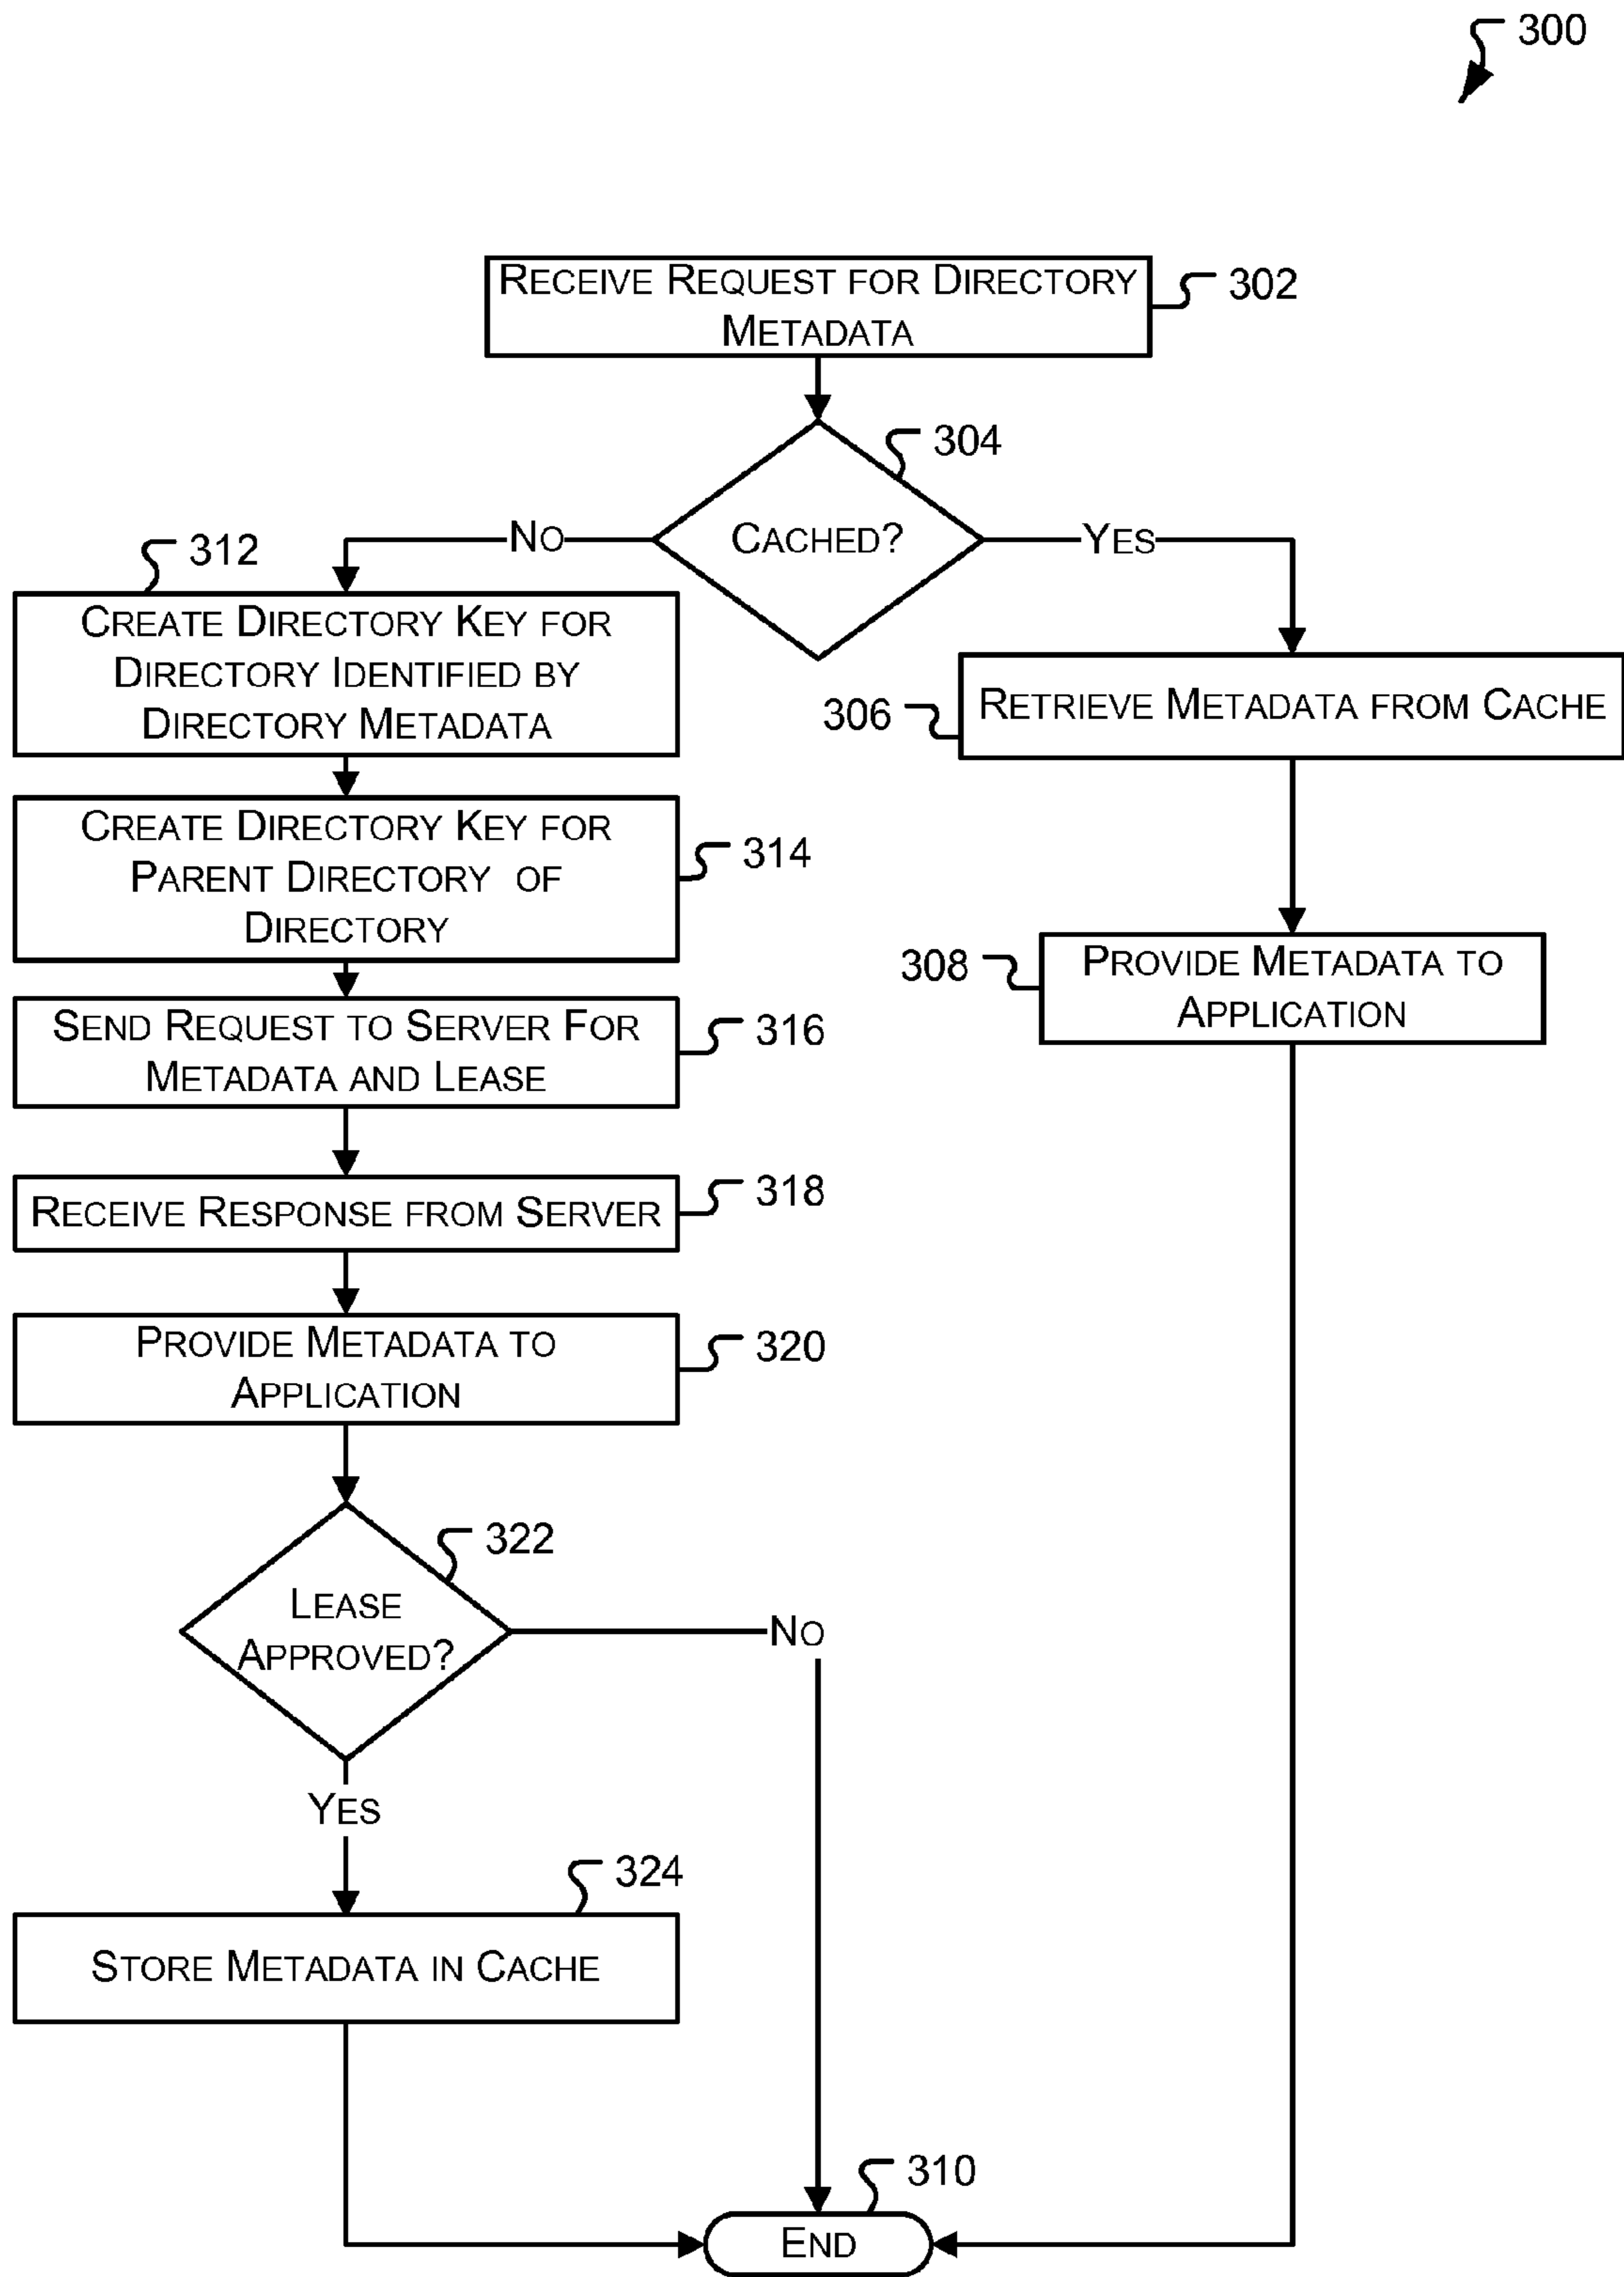 300
RECEIVE REQUEST FOR DIRECTORY
METADATA
302
304
CACHED?
NO
YES
312
CREATE DIRECTORY KEY FOR
DIRECTORY IDENTIFIED BY
DIRECTORY METADATA
306
RETRIEVE METADATA FROM CACHE
CREATE DIRECTORY KEY FOR
PARENT DIRECTORY OF
DIRECTORY
314
308
PROVIDE METADATA TO
APPLICATION
SEND REQUEST TO SERVER FOR
METADATA AND LEASE
316
RECEIVE RESPONSE FROM SERVER
318
PROVIDE METADATA TO
APPLICATION
320
322
LEASE
APPROVED?
NO
YES
324
STORE METADATA IN CACHE
310
END